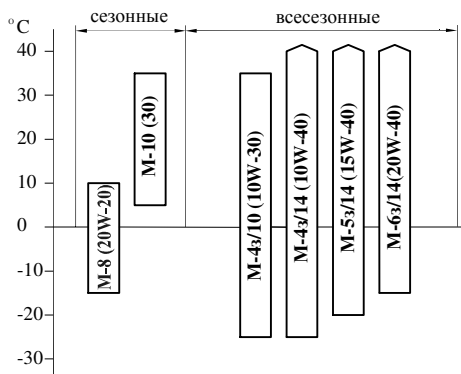 °C
сезонные
всесезонные
40
30
20
10
0
-10
-20
-30
М-8 (20W-20)
М-10 (30)
М-4з/10 (10W-30)
М-4з/14 (10W-40)
М-5з/14 (15W-40)
М-6з/14(20W-40)